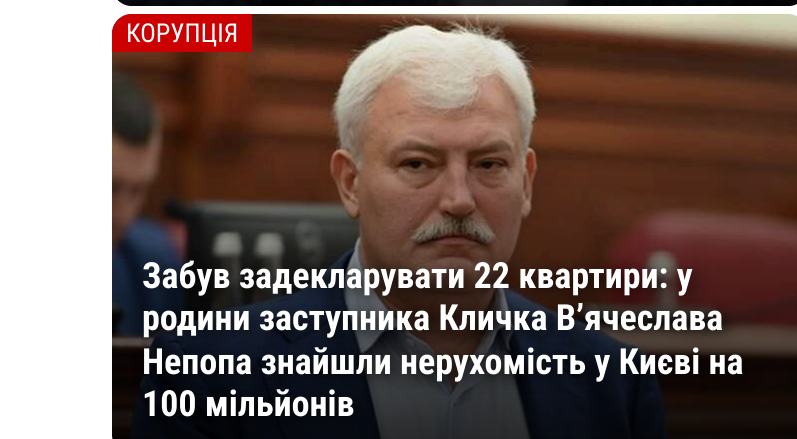 КОРУПЦІЯ
Забув задекларувати 22 квартири: у
родини заступника Кличка В’ячеслава
Непопа знайшли нерухомість у Києві на
100 мільйонів